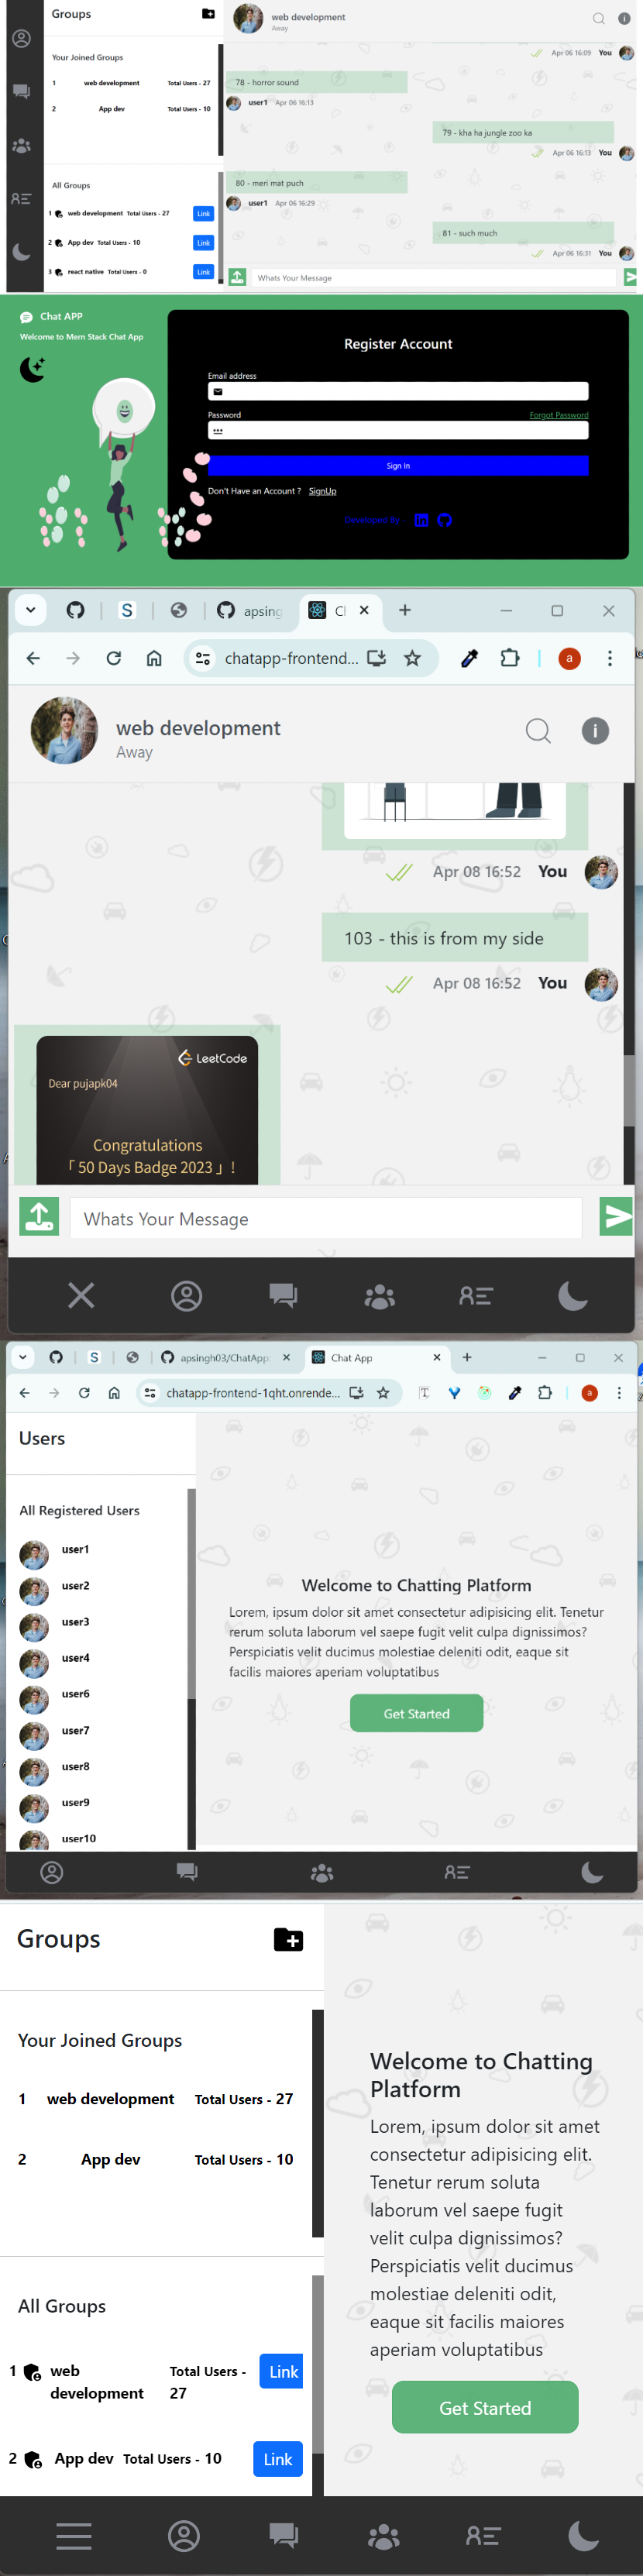 Groups
Your Joined Groups
1 web development Total Users - 27
2 App dev Total Users - 10
All Groups
1 web development Total Users - 27 Link
2 App dev Total Users - 10 Link
3 react native Total Users - 0 Link
web development
Away
Apr 06 16:09 You
78 - horror sound
user1 Apr 06 16:13
79 - kha ha jungle zoo ka
Apr 06 16:13 You
80 - meri mat puch
user1 Apr 06 16:29
81 - such much
Apr 06 16:31 You
Whats Your Message
Chat APP
Welcome to Mern Stack Chat App
Register Account
Email address
Password Forgot Password
Sign In
Don't Have an Account ? SignUp
Developed By -
S apsing
chatapp-frontend... a
web development
Away
Apr 08 16:52 You
103 - this is from my side
Apr 08 16:52 You
LeetCode
Dear pujapk04
Congratulations
「 50 Days Badge 2023 」 !
Whats Your Message
S apsingh03/ChatApp Chat App
chatapp-frontend-1qht.onrende... a
Users
All Registered Users
user1
user2
user3
user4
user6
user7
user8
user9
user10
Welcome to Chatting Platform
Lorem, ipsum dolor sit amet consectetur adipisicing elit. Tenetur
rerum soluta laborum vel saepe fugit velit culpa dignissimos?
Perspiciatis velit ducimus molestiae deleniti odit, eaque sit
facilis maiores aperiam voluptatibus
Get Started
Groups
Your Joined Groups
1 web development Total Users - 27
2 App dev Total Users - 10
All Groups
1 web development Total Users - 27 Link
2 App dev Total Users - 10 Link
Welcome to Chatting
Platform
Lorem, ipsum dolor sit amet
consectetur adipisicing elit.
Tenetur rerum soluta
laborum vel saepe fugit
velit culpa dignissimos?
Perspiciatis velit ducimus
molestiae deleniti odit,
eaque sit facilis maiores
aperiam voluptatibus
Get Started